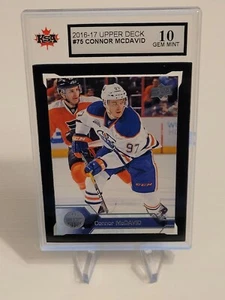 KSA
2016-17 UPPER DECK
#75 CONNOR MCDAVID
10
GEM MINT
97
Connor McDAVID